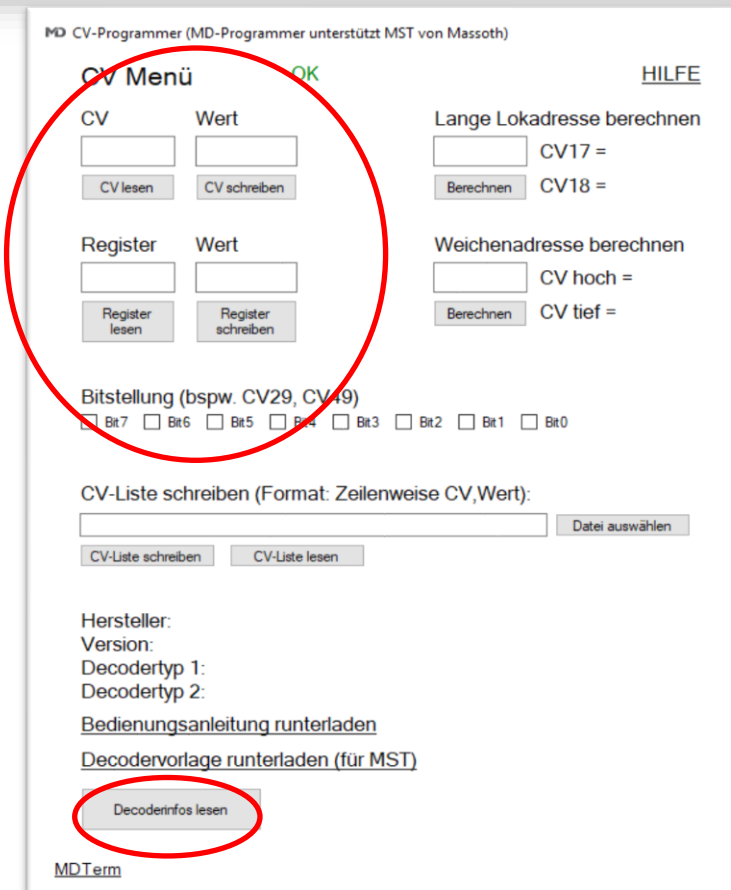 MD CV-Programmer (MD-Programmer unterstützt MST von Massoth)
CV Menü OK HILFE
CV Wert Lange Lokadresse berechnen
CV17 =
CV lesen CV schreiben Berechnen CV18 =
Register Wert Weichenadresse berechnen
CV hoch =
Register lesen Register schreiben Berechnen CV tief =
Bitstellung (bspw. CV29, CV49)
Bit7 Bit6 Bit5 Bit4 Bit3 Bit2 Bit1 Bit0
CV-Liste schreiben (Format: Zeilenweise CV,Wert):
Datei auswählen
CV-Liste schreiben CV-Liste lesen
Hersteller:
Version:
Decodertyp 1:
Decodertyp 2:
Bedienungsanleitung runterladen
Decodervorlage runterladen (für MST)
Decoderinfos lesen
MDTerm